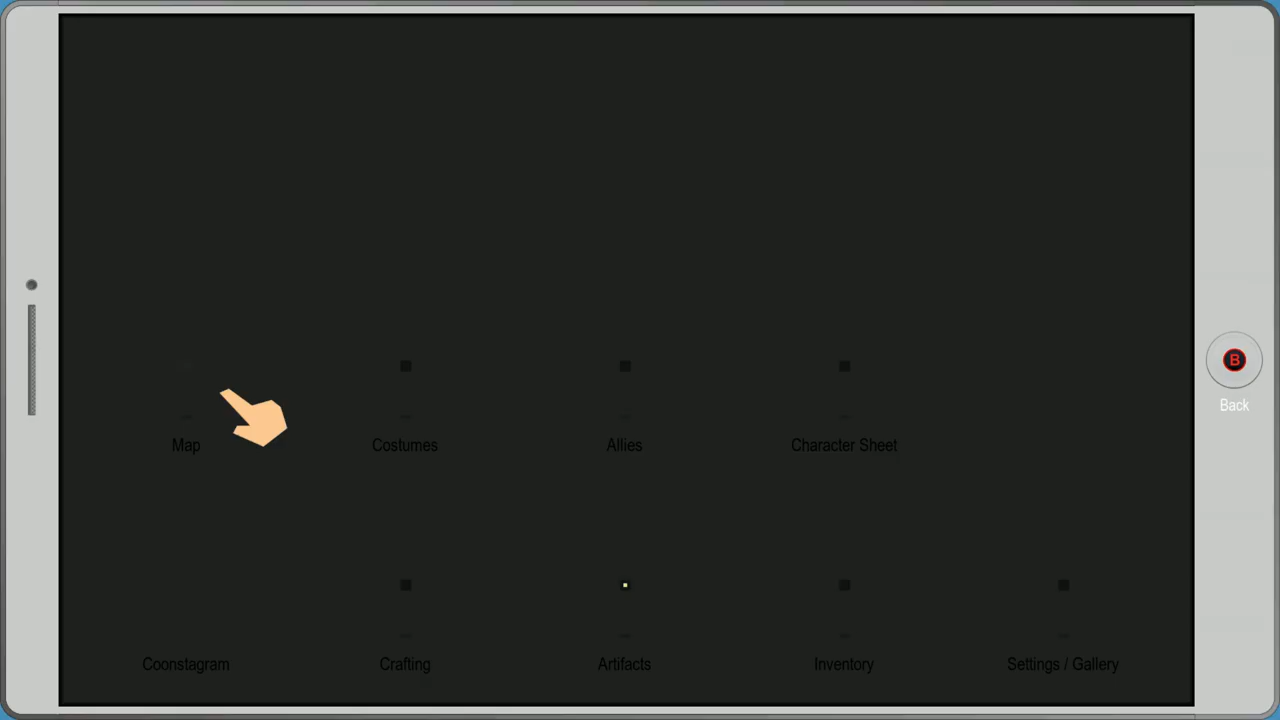 B
Back
Map
Costumes
Allies
Character Sheet
Coonstagram
Crafting
Artifacts
Inventory
Settings / Gallery